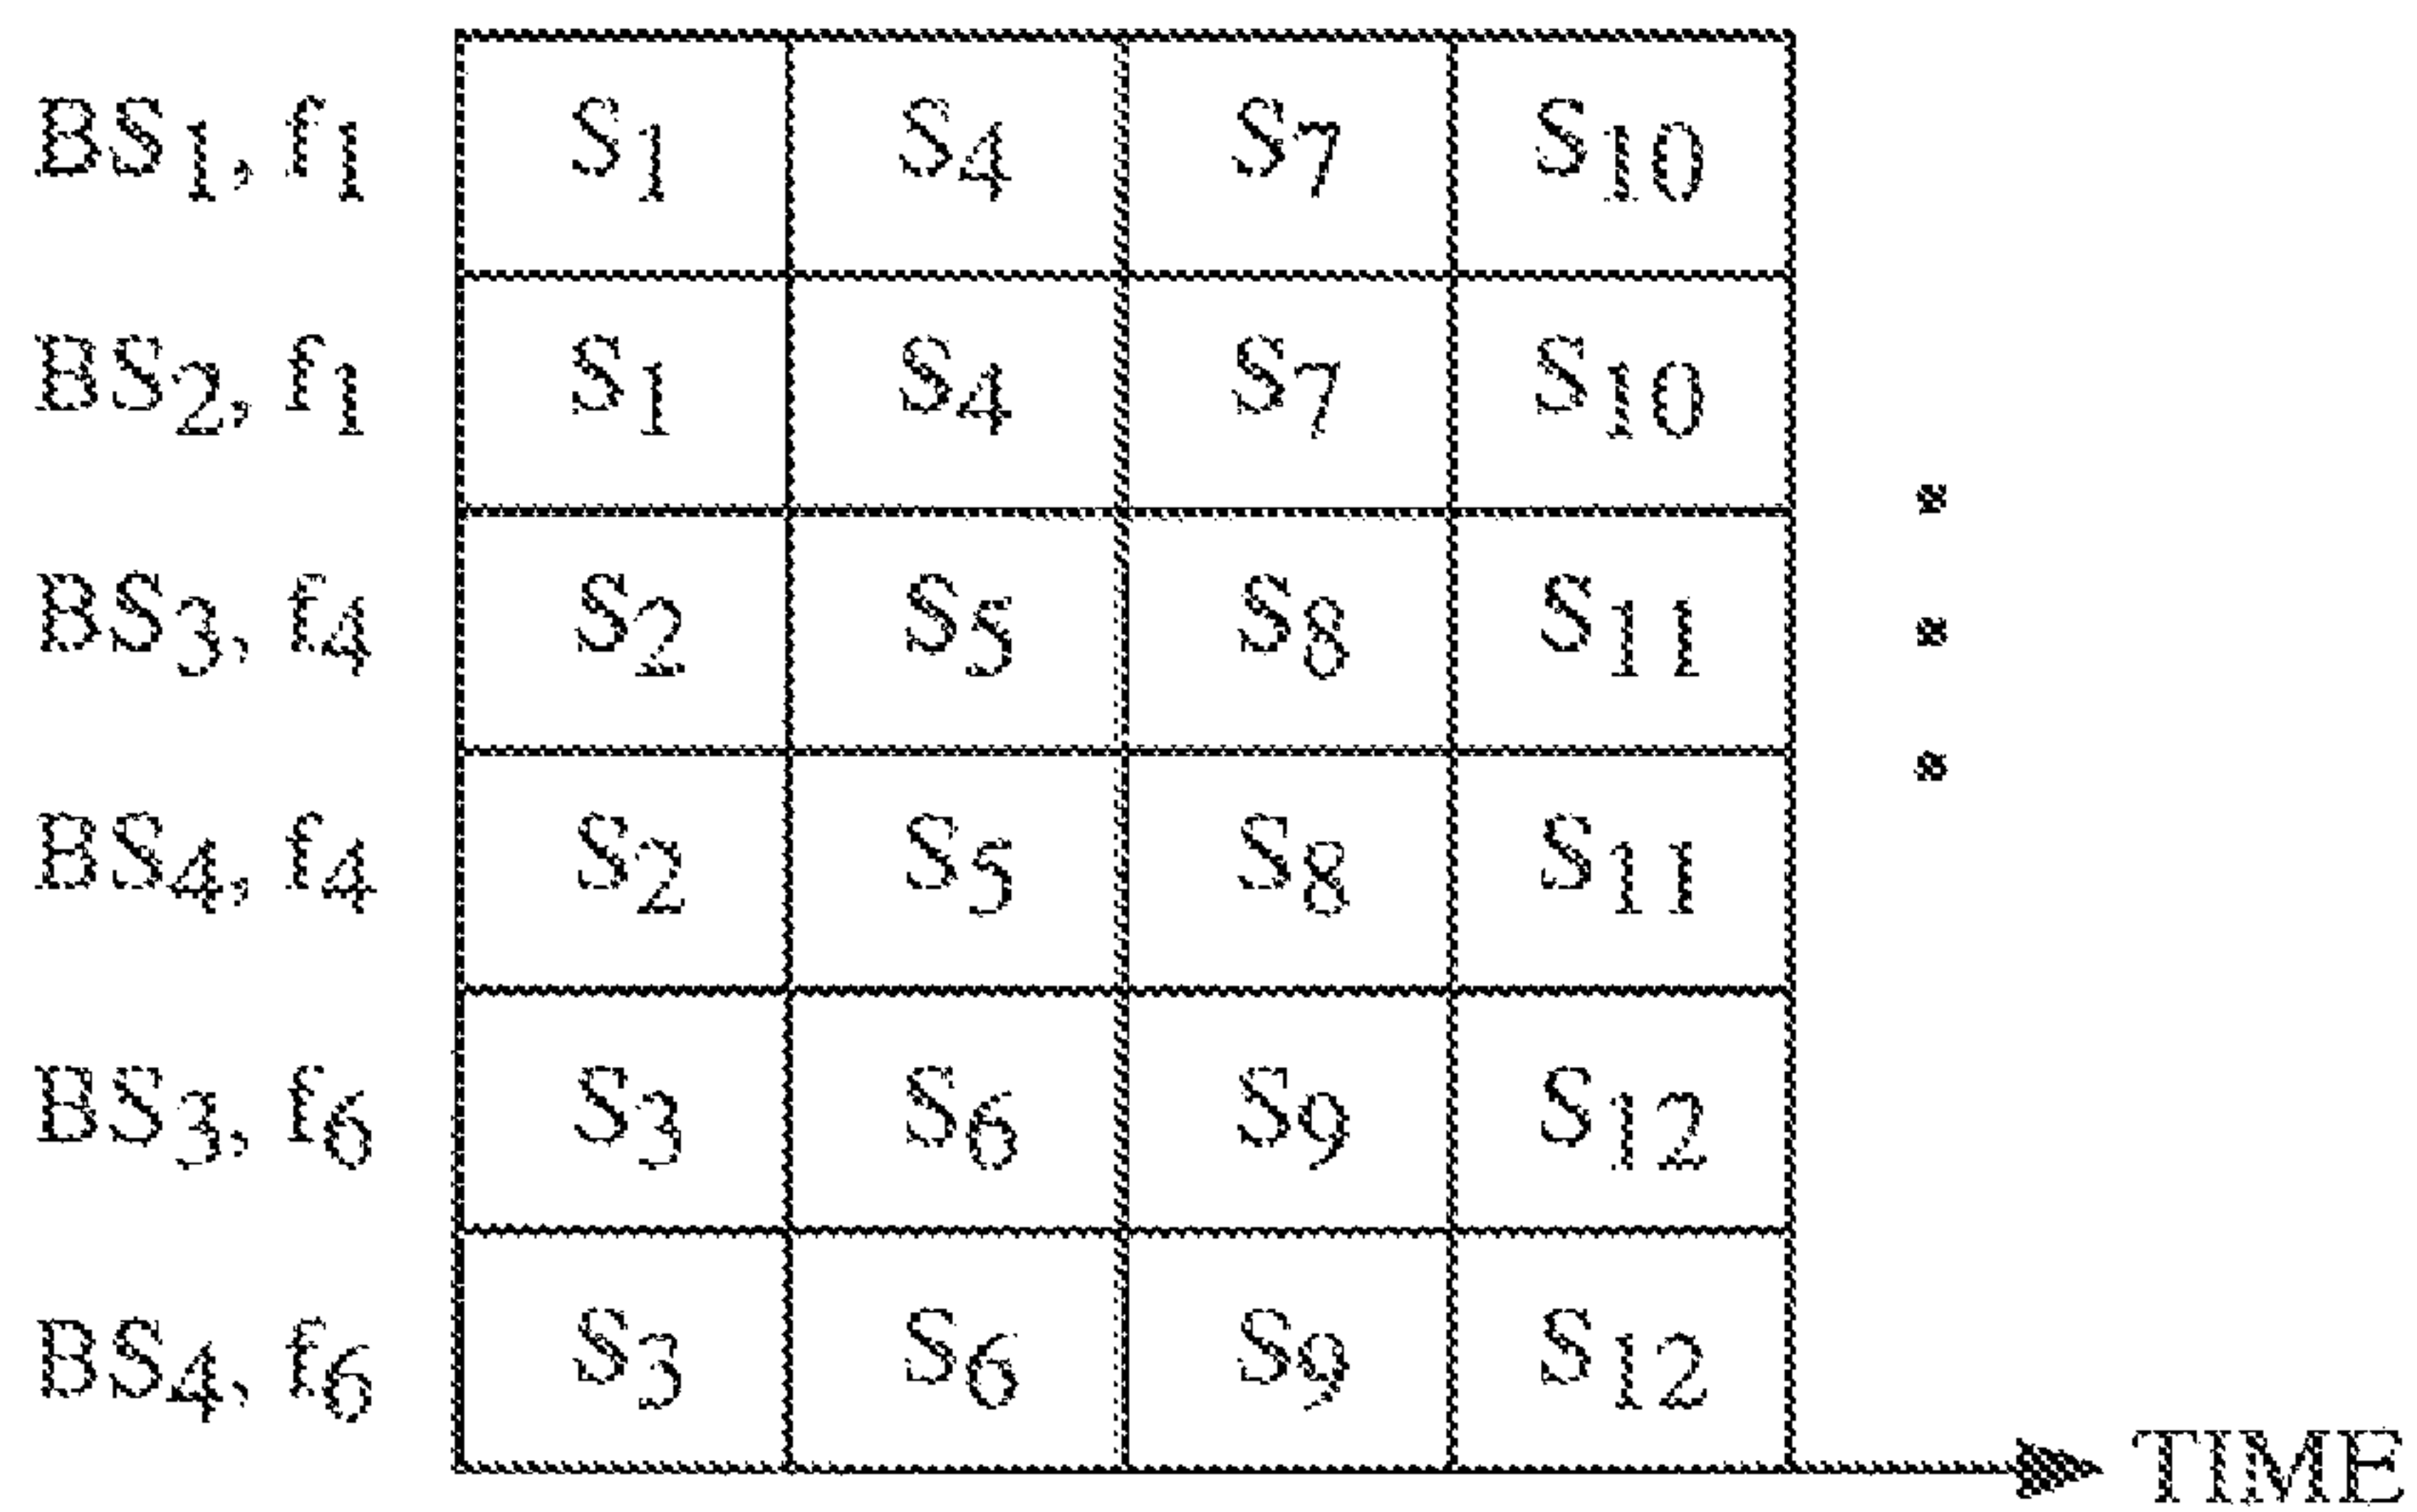 BS₁, f₁ S₁ S₄ S₇ S₁₀
BS₂, f₁ S₁ S₄ S₇ S₁₀
BS₃, f₄ S₂ S₅ S₈ S₁₁
BS₄, f₄ S₂ S₅ S₈ S₁₁
BS₃, f₆ S₃ S₆ S₉ S₁₂
BS₄, f₆ S₃ S₆ S₉ S₁₂
TIME